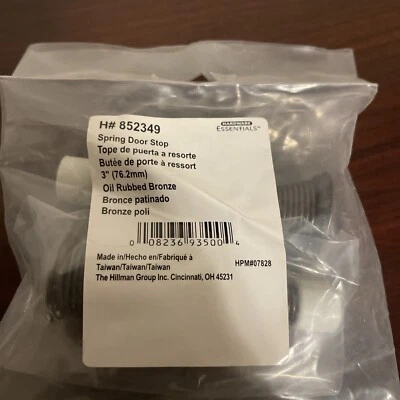 H# 852349
HARDWARE
ESSENTIALS™
Spring Door Stop
Tope de puerta a resorte
Butée de porte à ressort
3" (76.2mm)
Oil Rubbed Bronze
Bronce patinado
Bronze poli
0 08236 93500 4
Made in/Hecho en/Fabriqué à
Taiwan/Taiwan/Taiwan
HPM#07828
The Hillman Group Inc. Cincinnati, OH 45231